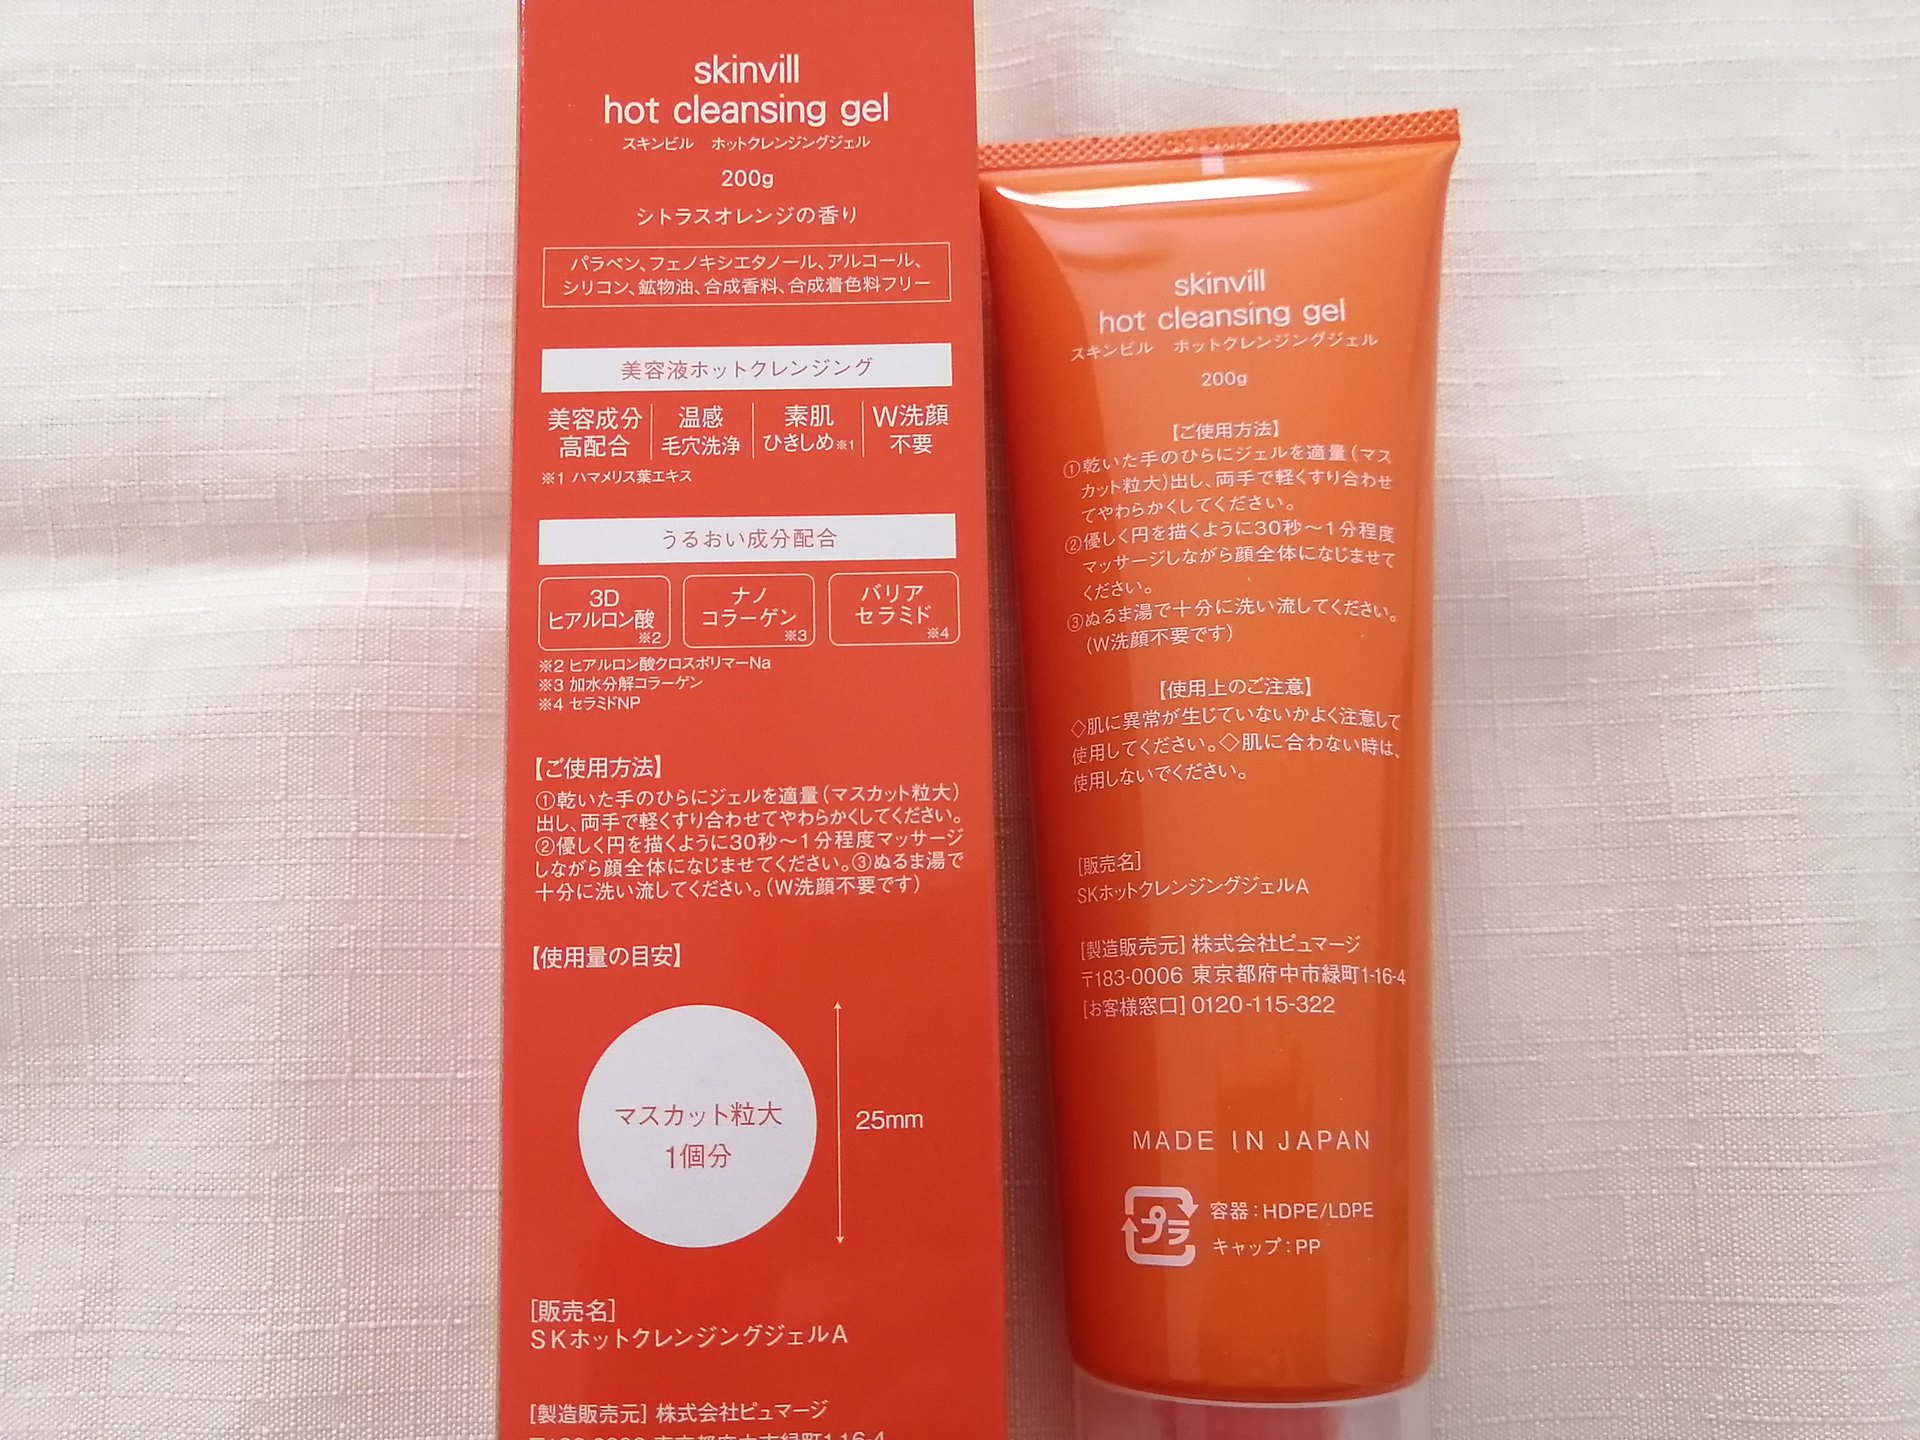 skinvill
hot cleansing gel
スキンビル　ホットクレンジングジェル
200g
シトラスオレンジの香り
パラベン、フェノキシエタノール、アルコール、
シリコン、鉱物油、合成香料、合成着色料フリー
美容液ホットクレンジング
美容成分
高配合
温感
毛穴洗浄
素肌
ひきしめ※1
W洗顔
不要
※1 ハマメリス葉エキス
うるおい成分配合
3D
ヒアルロン酸
※2
ナノ
コラーゲン
※3
バリア
セラミド
※4
※2 ヒアルロン酸クロスポリマーNa
※3 加水分解コラーゲン
※4 セラミドNP
【ご使用方法】
①乾いた手のひらにジェルを適量（マスカット粒大）
出し、両手で軽くすり合わせてやわらかくしてください。
②優しく円を描くように30秒〜1分程度マッサージ
しながら顔全体になじませてください。③ぬるま湯で
十分に洗い流してください。（W洗顔不要です）
【使用量の目安】
マスカット粒大
1個分
25mm
[販売名]
SKホットクレンジングジェルA
[製造販売元] 株式会社ピュマージ
skinvill
hot cleansing gel
スキンビル　ホットクレンジングジェル
200g
【ご使用方法】
①乾いた手のひらにジェルを適量（マス
カット粒大）出し、両手で軽くすり合わせ
てやわらかくしてください。
②優しく円を描くように30秒〜1分程度
マッサージしながら顔全体になじませて
ください。
③ぬるま湯で十分に洗い流してください。
（W洗顔不要です）
【使用上のご注意】
◇肌に異常が生じていないかよく注意して
使用してください。◇肌に合わない時は、
使用しないでください。
[販売名]
SKホットクレンジングジェルA
[製造販売元] 株式会社ピュマージ
〒183-0006 東京都府中市緑町1-16-4
[お客様窓口] 0120-115-322
MADE IN JAPAN
プラ
容器：HDPE/LDPE
キャップ：PP